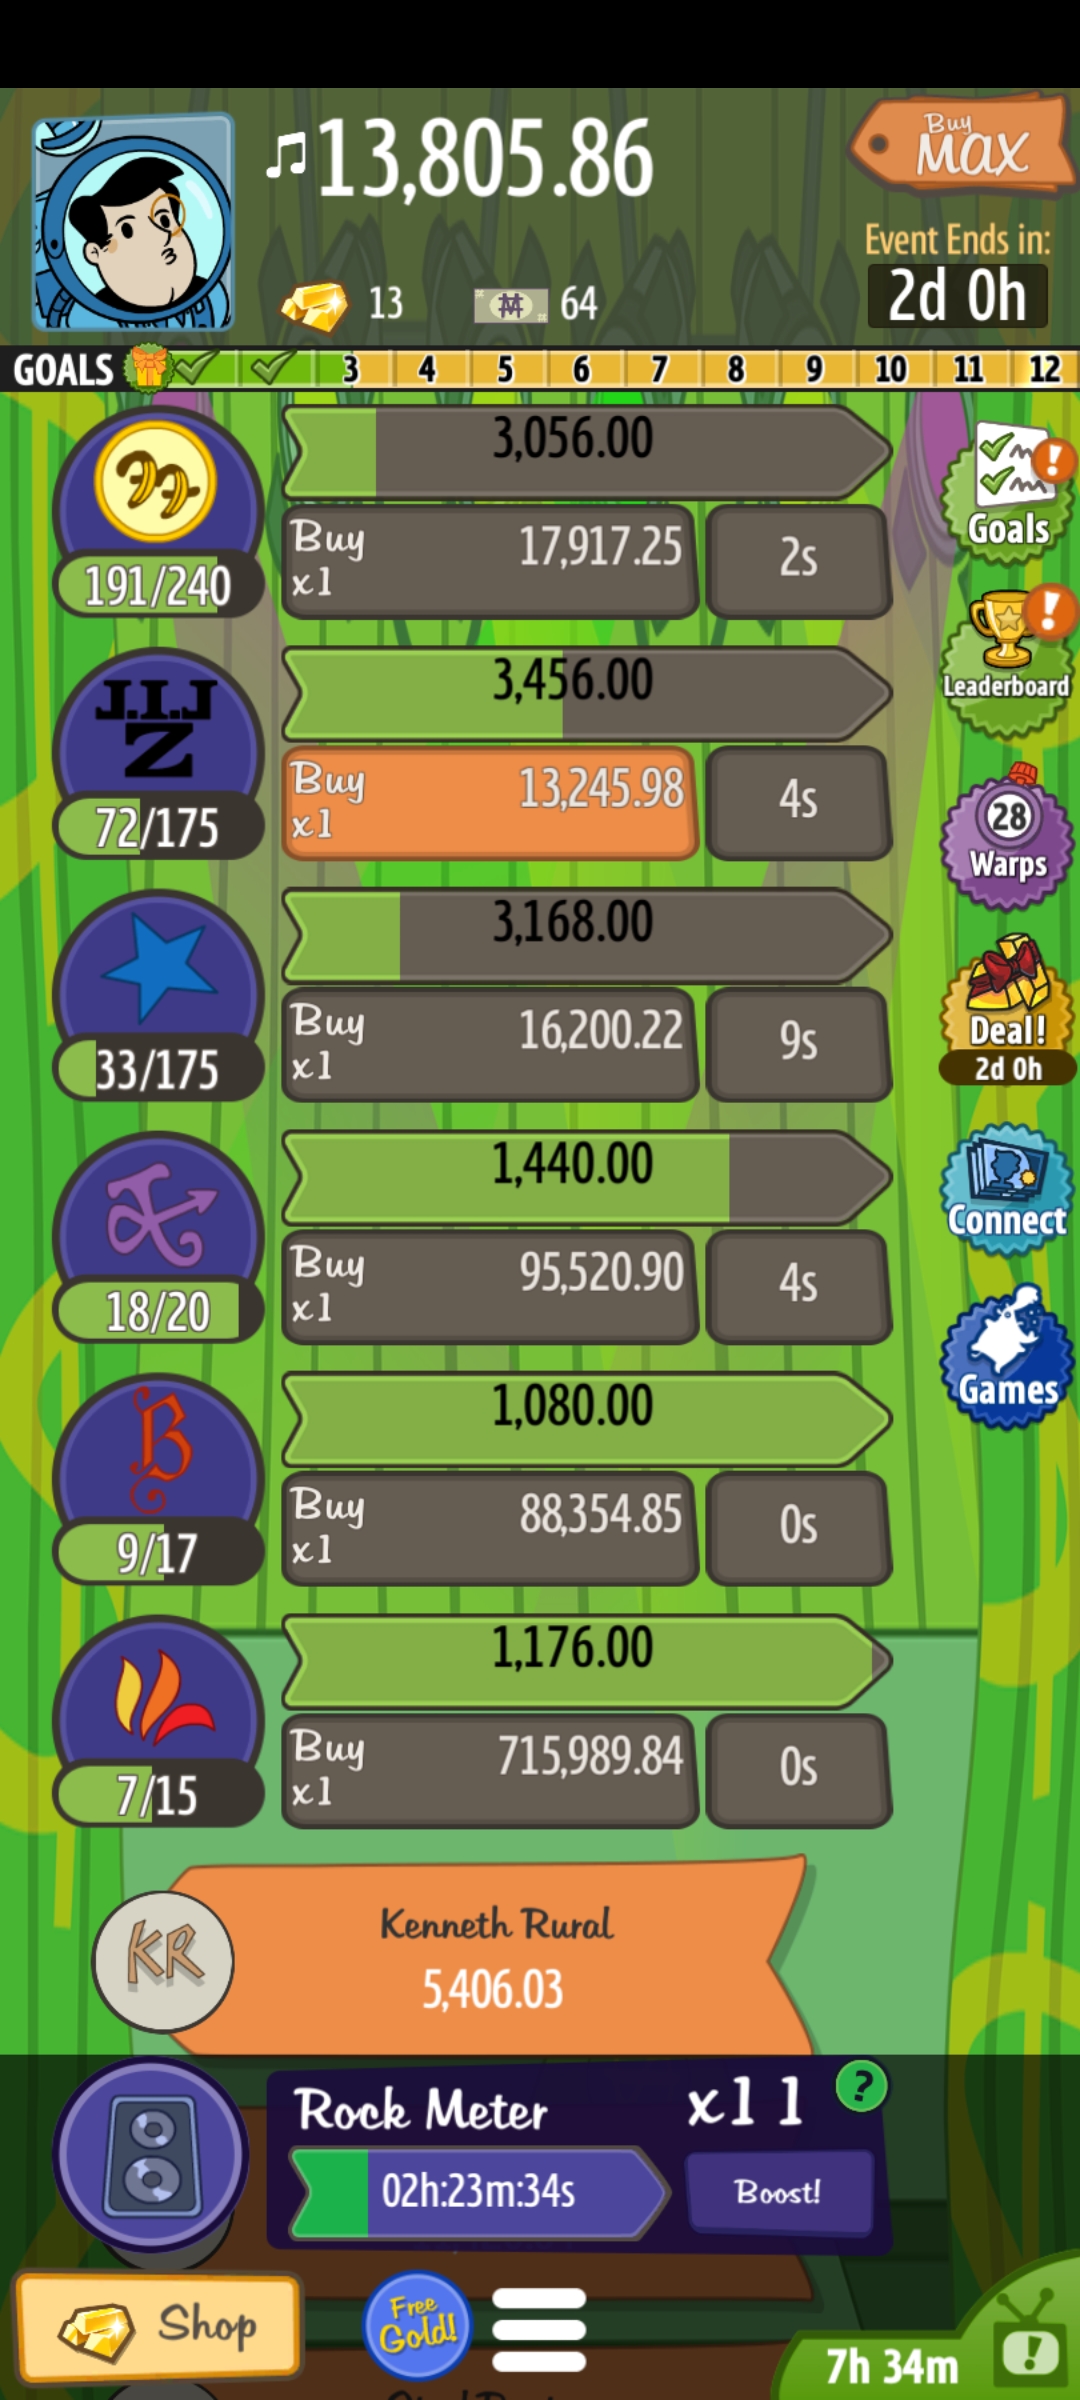 13,805.86
Buy
MAX
Event Ends in:
2d 0h
13
64
GOALS 3 4 5 6 7 8 9 10 11 12
3,056.00
Buy
x1
17,917.25
2s
191/240
Goals
J.I.J
Z
3,456.00
Buy
x1
13,245.98
4s
72/175
Leaderboard
28
Warps
3,168.00
Buy
x1
16,200.22
9s
33/175
Deal!
2d 0h
1,440.00
Buy
x1
95,520.90
4s
18/20
Connect
B
1,080.00
Buy
x1
88,354.85
0s
9/17
Games
1,176.00
Buy
x1
715,989.84
0s
7/15
KR
Kenneth Rural
5,406.03
Rock Meter
x1 1
?
02h:23m:34s
Boost!
Shop
Free
Gold!
7h 34m